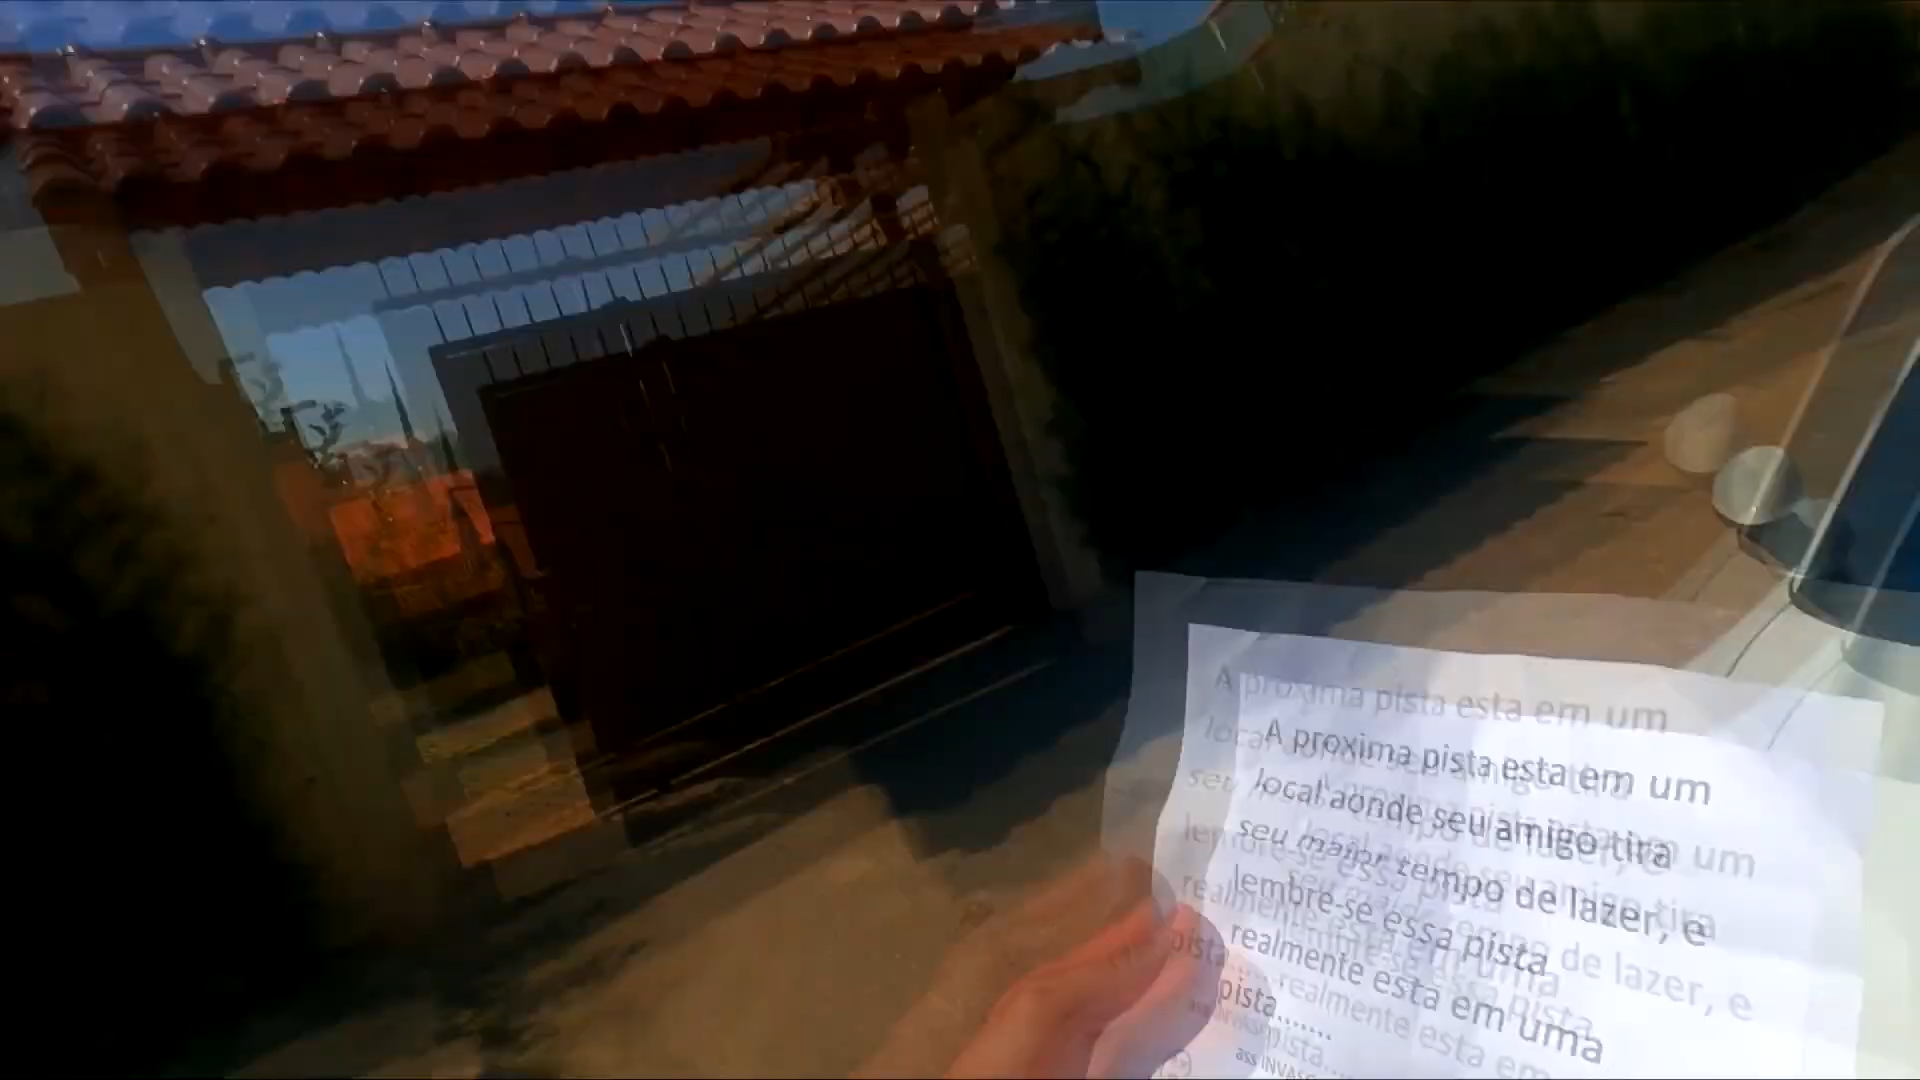 A proxima pista esta em um
local aonde seu amigo tira
seu maior tempo de lazer, e
lembre-se essa pista
realmente esta em uma
pista.......
ass